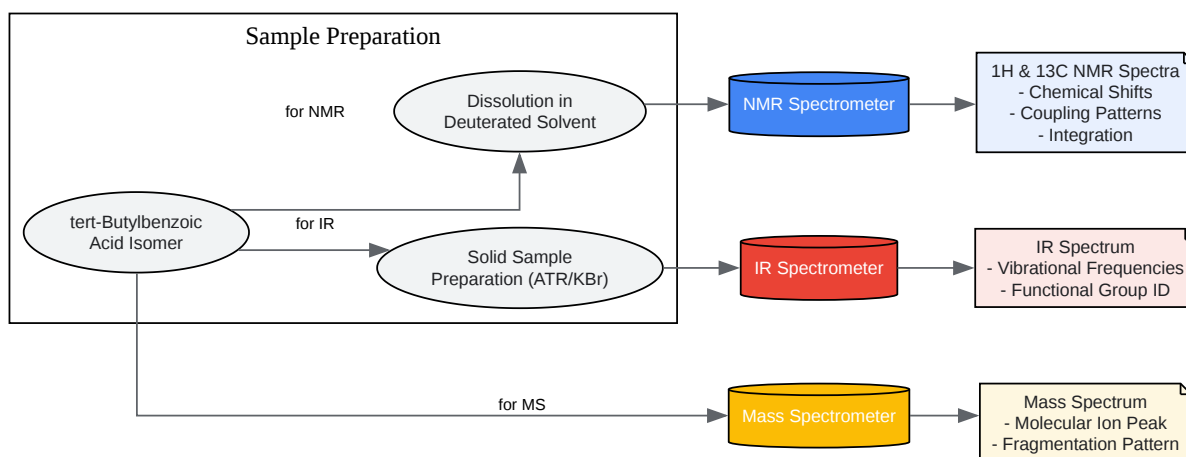 Sample Preparation
for NMR
Dissolution in
Deuterated Solvent
NMR Spectrometer
1H & 13C NMR Spectra
- Chemical Shifts
- Coupling Patterns
- Integration
tert-Butylbenzoic
Acid Isomer
for IR
Solid Sample
Preparation (ATR/KBr)
IR Spectrometer
IR Spectrum
- Vibrational Frequencies
- Functional Group ID
for MS
Mass Spectrometer
Mass Spectrum
- Molecular Ion Peak
- Fragmentation Pattern